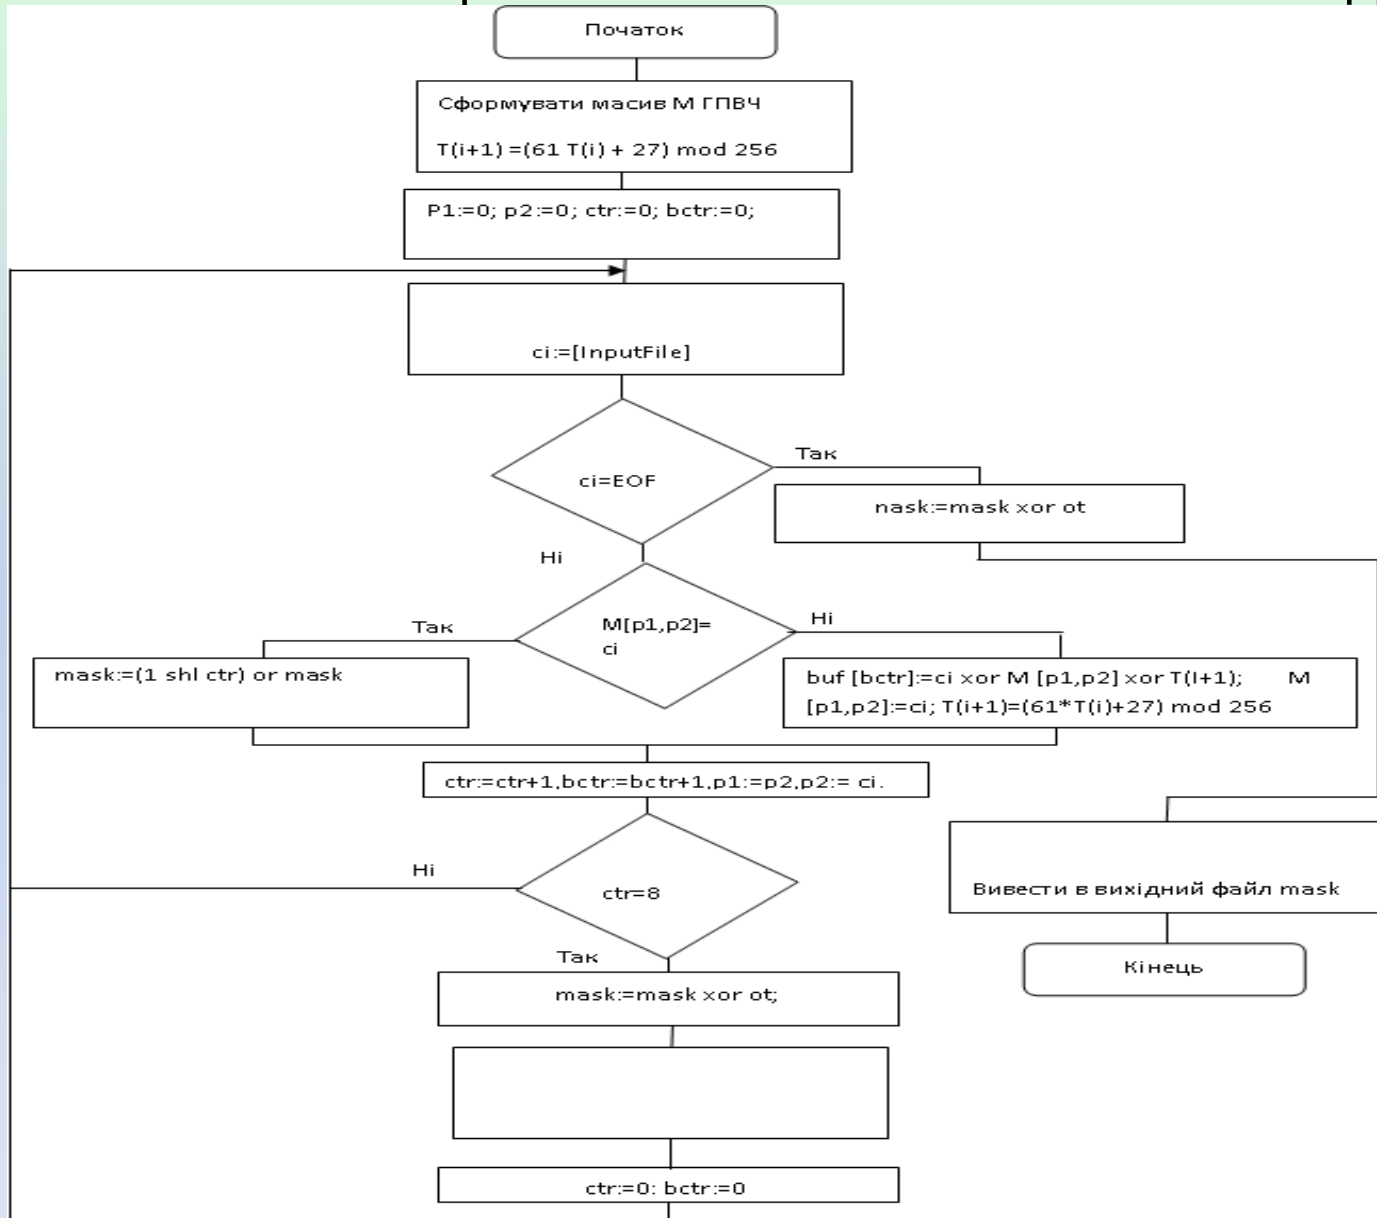 Початок
Сформувати масив М ГПВЧ
T(i+1) =(61 T(i) + 27) mod 256
P1:=0; p2:=0; ctr:=0; bctr:=0;
ci:=[InputFile]
ci=EOF
Так
nask:=mask xor ot
Ні
M[p1,p2]=
ci
Так
Ні
mask:=(1 shl ctr) or mask
buf [bctr]:=ci xor M [p1,p2] xor T(I+1); M
[p1,p2]:=ci; T(i+1)=(61*T(i)+27) mod 256
ctr:=ctr+1,bctr:=bctr+1,p1:=p2,p2:= ci.
Ні
ctr=8
Вивести в вихідний файл mask
Так
Кінець
mask:=mask xor ot;
ctr:=0: bctr:=0